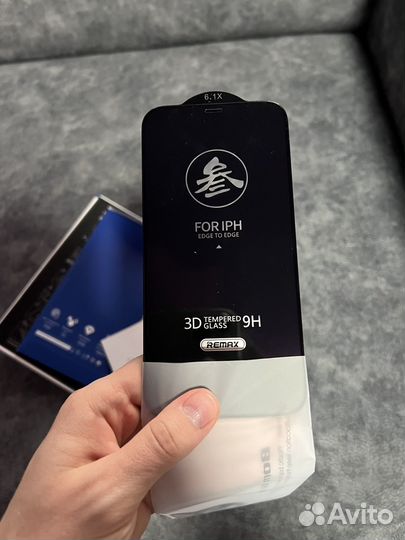 6.1X
叁
FOR IPH
EDGE TO EDGE
3D TEMPERED GLASS 9H
REMAX
Avito